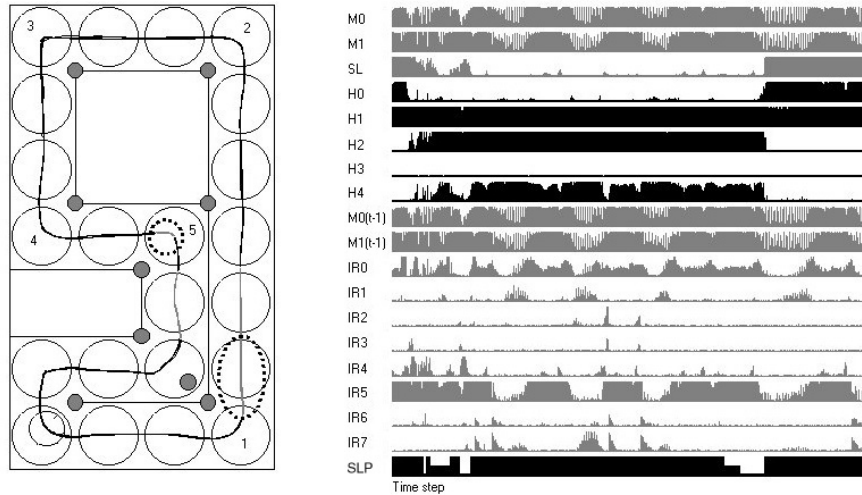 3
2
5
4
1
M0
M1
SL
H0
H1
H2
H3
H4
M0(t-1)
M1(t-1)
IR0
IR1
IR2
IR3
IR4
IR5
IR6
IR7
SLP
Time step